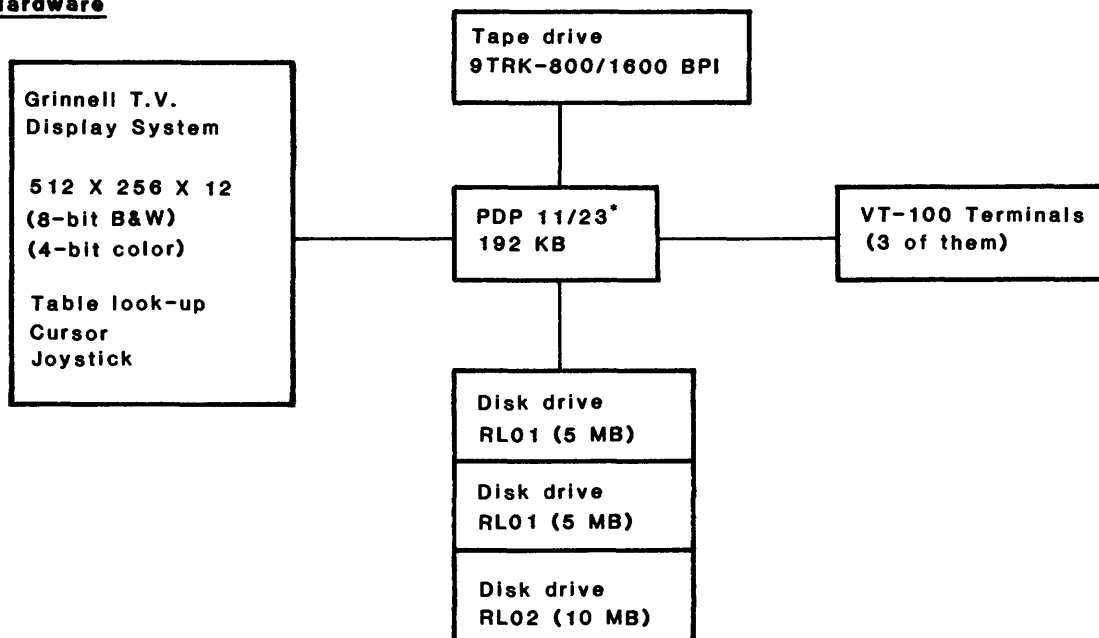 Hardware
Tape drive
9TRK-800/1600 BPI
Grinnell T.V.
Display System
512 X 256 X 12
(8-bit B&W)
(4-bit color)
Table look-up
Cursor
Joystick
PDP 11/23*
192 KB
VT-100 Terminals
(3 of them)
Disk drive
RL01 (5 MB)
Disk drive
RL01 (5 MB)
Disk drive
RL02 (10 MB)